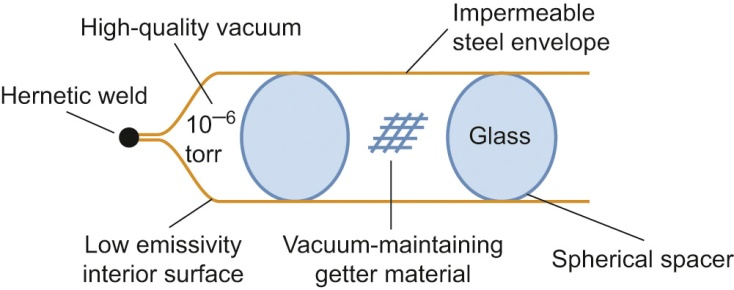 High-quality vacuum
Impermeable
steel envelope
Hernetic weld
10–6
torr
Glass
Low emissivity
interior surface
Vacuum-maintaining
getter material
Spherical spacer